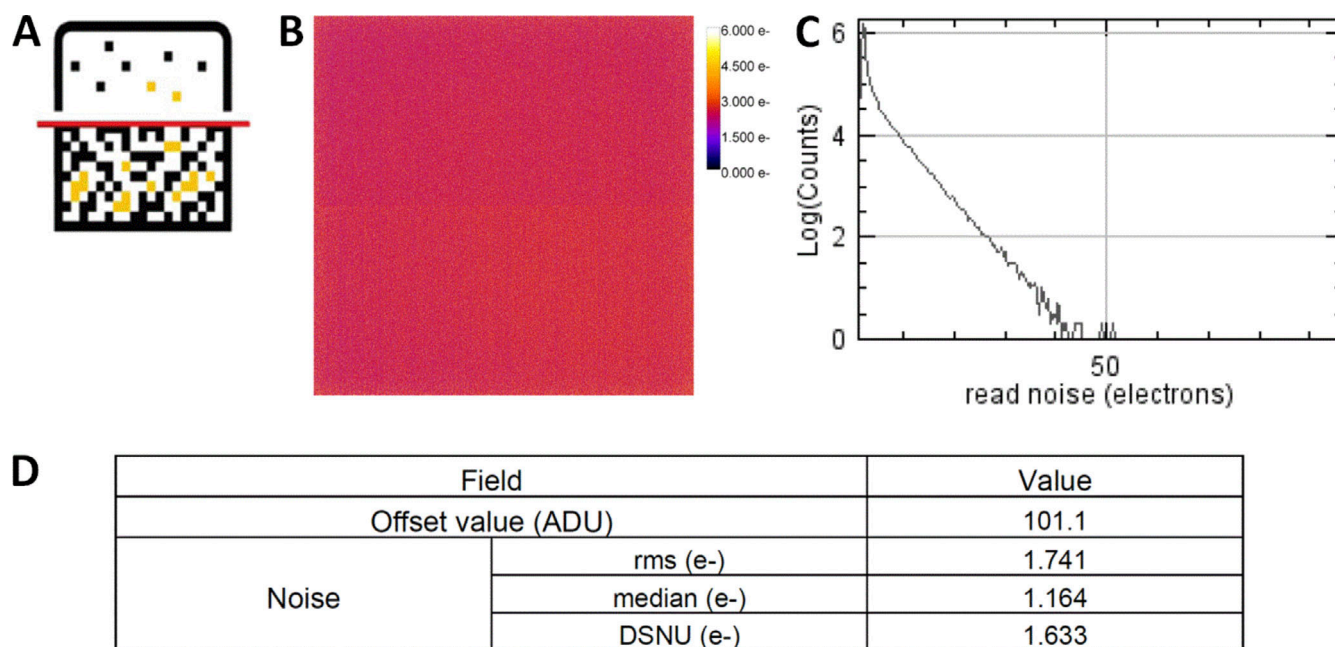 A
B
6.000 e-
4.500 e-
3.000 e-
1.500 e-
0.000 e-
C
6
4
2
0
Log(Counts)
50
read noise (electrons)
D
Field Value
Offset value (ADU) 101.1
Noise rms (e-) 1.741
median (e-) 1.164
DSNU (e-) 1.633